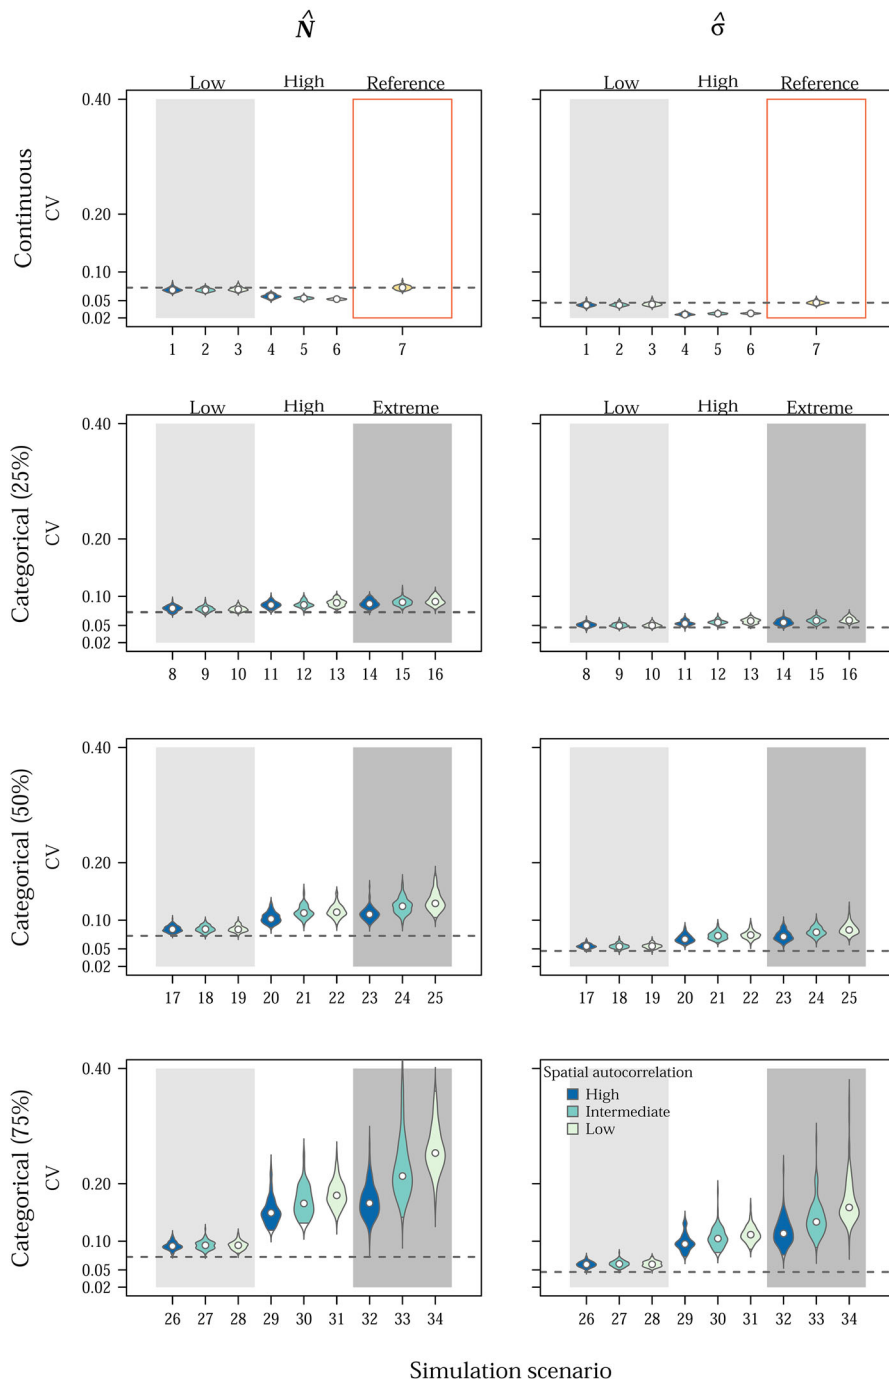 N̂ σ̂
Low High Reference Low High Reference
Continuous
CV
0.40
0.20
0.10
0.05
0.02
1 2 3 4 5 6 7 1 2 3 4 5 6 7
Low High Extreme Low High Extreme
Categorical (25%)
CV
0.40
0.20
0.10
0.05
0.02
8 9 10 11 12 13 14 15 16 8 9 10 11 12 13 14 15 16
Categorical (50%)
CV
0.40
0.20
0.10
0.05
0.02
17 18 19 20 21 22 23 24 25 17 18 19 20 21 22 23 24 25
Categorical (75%)
CV
0.40
0.20
0.10
0.05
0.02
Spatial autocorrelation
High
Intermediate
Low
26 27 28 29 30 31 32 33 34 26 27 28 29 30 31 32 33 34
Simulation scenario